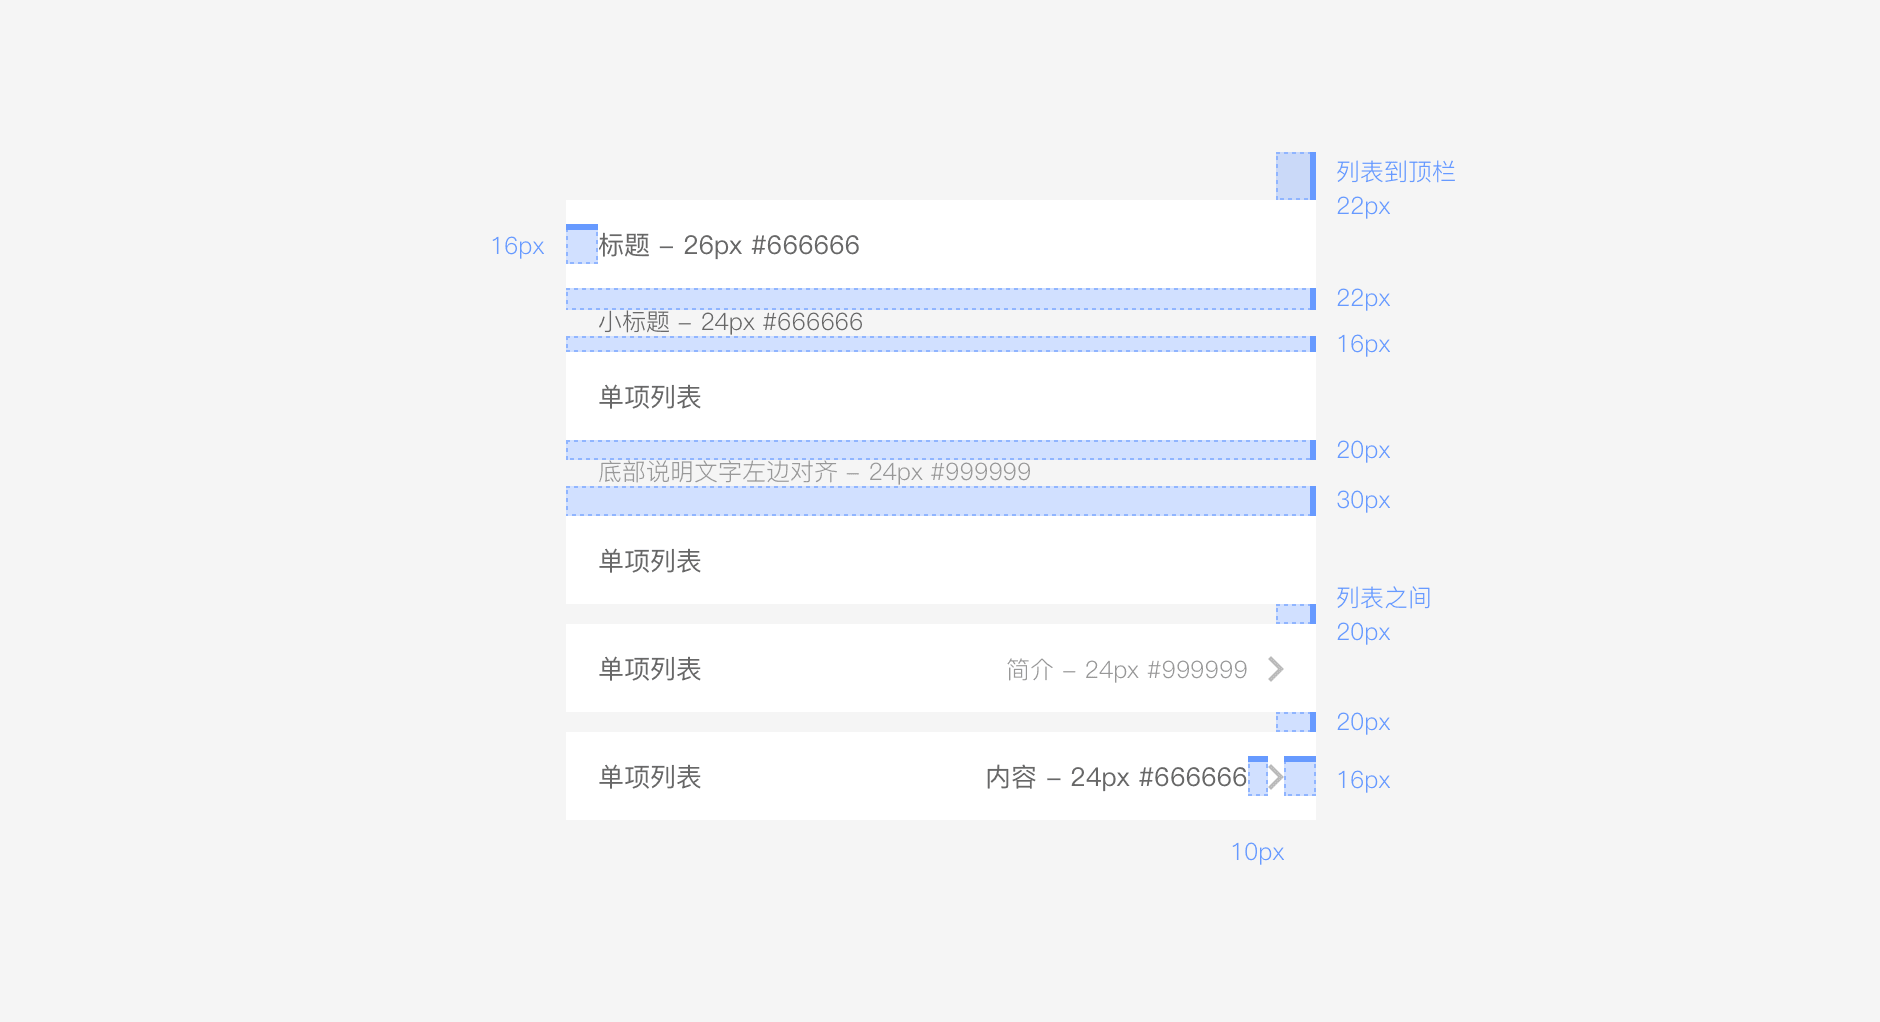 列表到顶栏
22px
16px
标题 – 26px #666666
22px
小标题 – 24px #666666
16px
单项列表
20px
底部说明文字左边对齐 – 24px #999999
30px
单项列表
列表之间
20px
单项列表
简介 – 24px #999999
20px
单项列表
内容 – 24px #666666
16px
10px